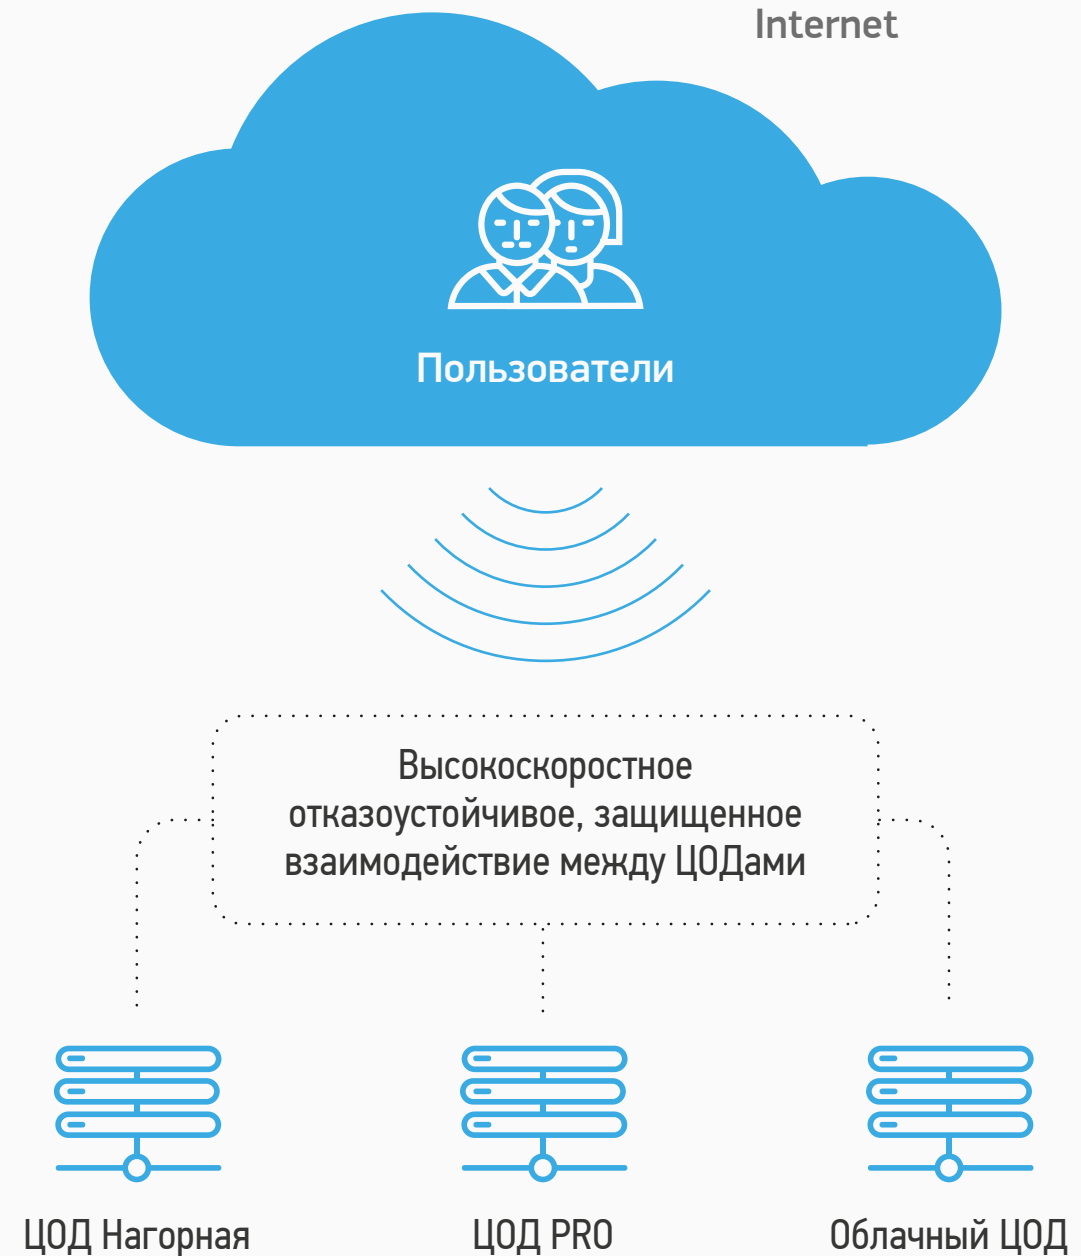 Internet
Пользователи
Высокоскоростное
отказоустойчивое, защищенное
взаимодействие между ЦОДами
ЦОД Нагорная
ЦОД PRO
Облачный ЦОД